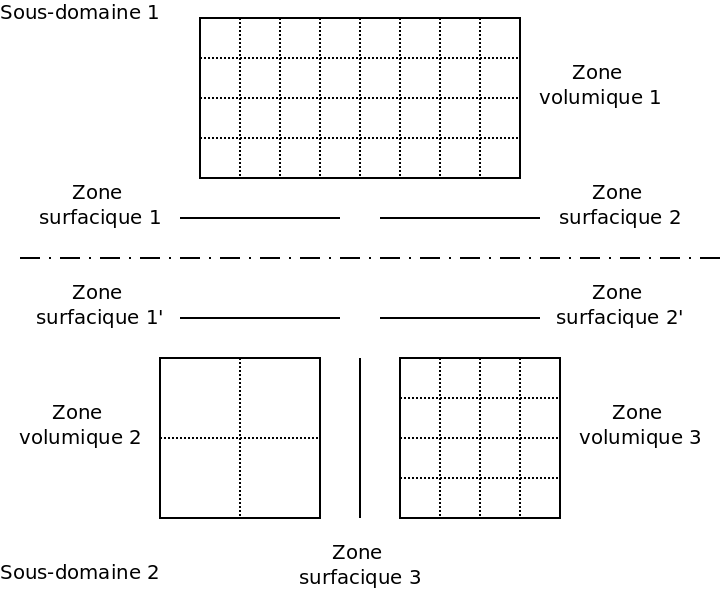 Sous-domaine 1
Zone
volumique 1
Zone
surfacique 1
Zone
surfacique 2
Zone
surfacique 1'
Zone
surfacique 2'
Zone
volumique 2
Zone
volumique 3
Zone
surfacique 3
Sous-domaine 2